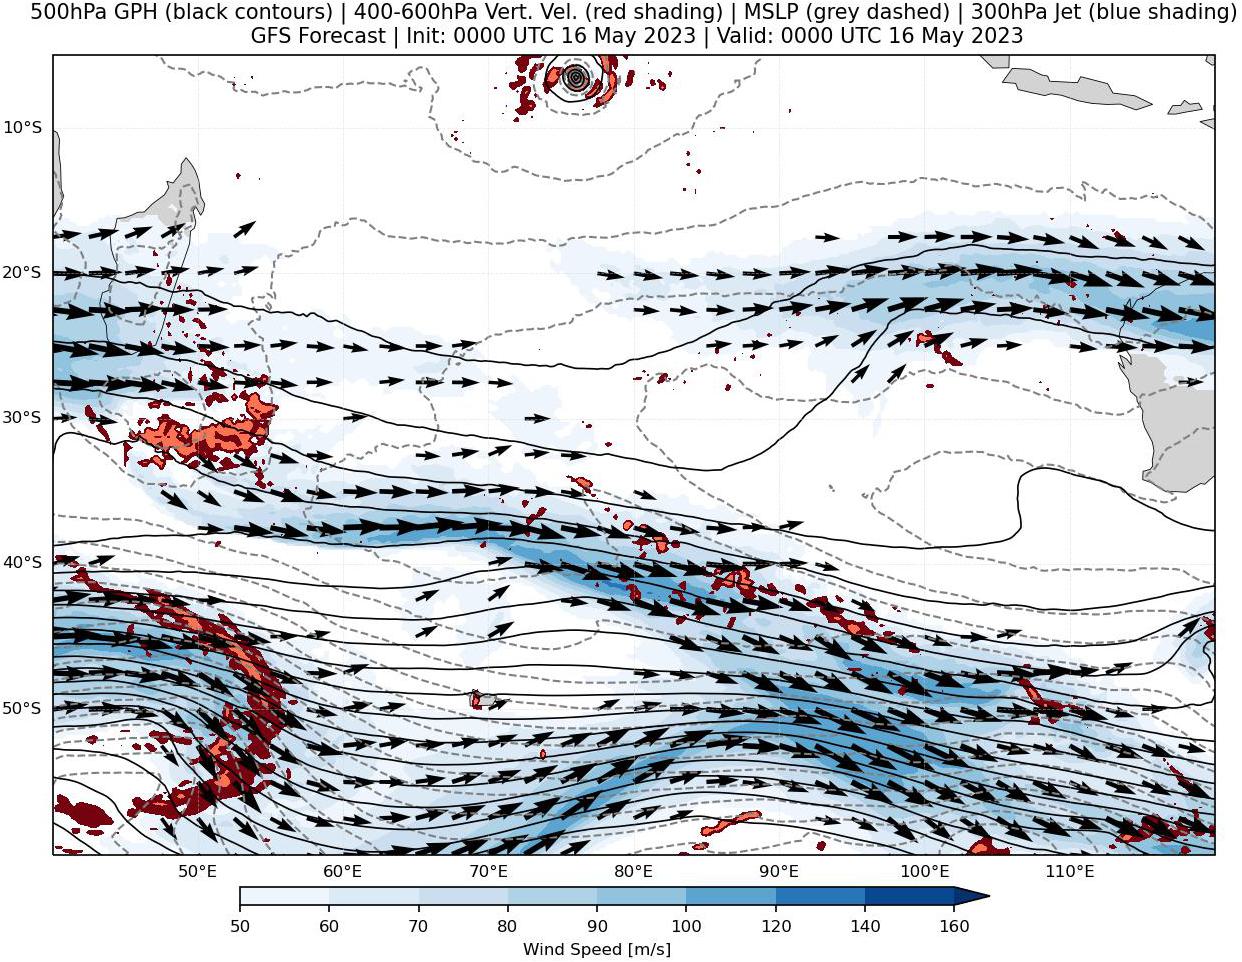 500hPa GPH (black contours) | 400-600hPa Vert. Vel. (red shading) | MSLP (grey dashed) | 300hPa Jet (blue shading)
GFS Forecast | Init: 0000 UTC 16 May 2023 | Valid: 0000 UTC 16 May 2023
10°S
20°S
30°S
40°S
50°S
50°E 60°E 70°E 80°E 90°E 100°E 110°E
50 60 70 80 90 100 120 140 160
Wind Speed [m/s]